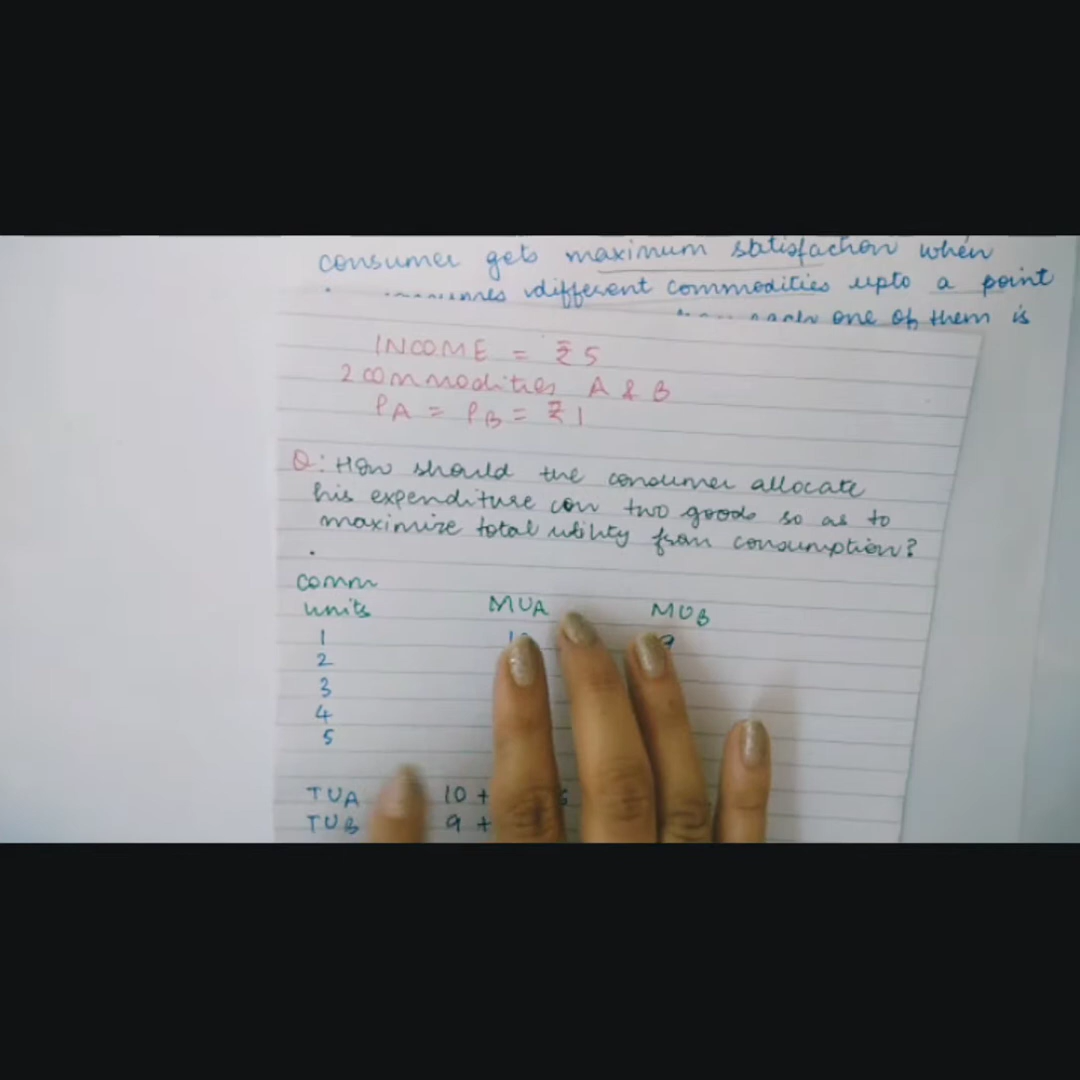 consumer gets maximum satisfaction when
different commodities upto a point
each one of them is
INCOME = ₹5
2 commodities A & B
PA = PB = ₹1
Q: How should the consumer allocate
his expenditure on two goods so as to
maximize total utility from consumption?
comm
units MUA MUB
1 9
2
3
4
5
TUA 10 +
TUB 9 +